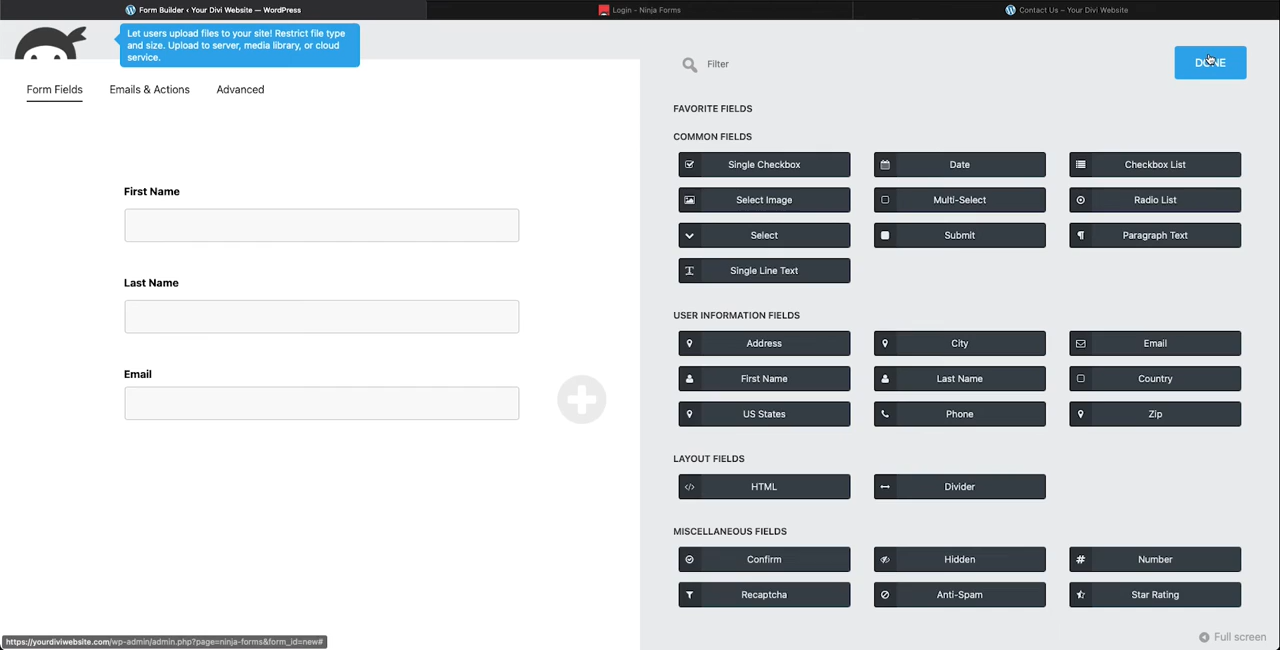 Form Builder ‹ Your Divi Website — WordPress
Login - Ninja Forms
Contact Us – Your Divi Website
Let users upload files to your site! Restrict file type
and size. Upload to server, media library, or cloud
service.
Filter
DONE
Form Fields
Emails & Actions
Advanced
FAVORITE FIELDS
COMMON FIELDS
Single Checkbox
Date
Checkbox List
Select Image
Multi-Select
Radio List
Select
Submit
Paragraph Text
Single Line Text
First Name
Last Name
Email
USER INFORMATION FIELDS
Address
City
Email
First Name
Last Name
Country
US States
Phone
Zip
LAYOUT FIELDS
HTML
Divider
MISCELLANEOUS FIELDS
Confirm
Hidden
Number
Recaptcha
Anti-Spam
Star Rating
https://yourdiviwebsite.com/wp-admin/admin.php?page=ninja-forms&form_id=new#
Full screen